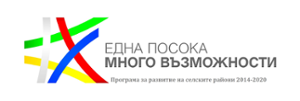 ЕДНА ПОСОКА
МНОГО ВЪЗМОЖНОСТИ
Програма за развитие на селските райони 2014-2020